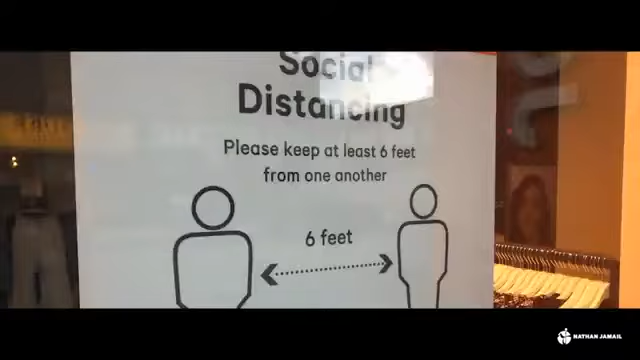 Social
Distancing
Please keep at least 6 feet
from one another
6 feet
NATHAN JAMAIL